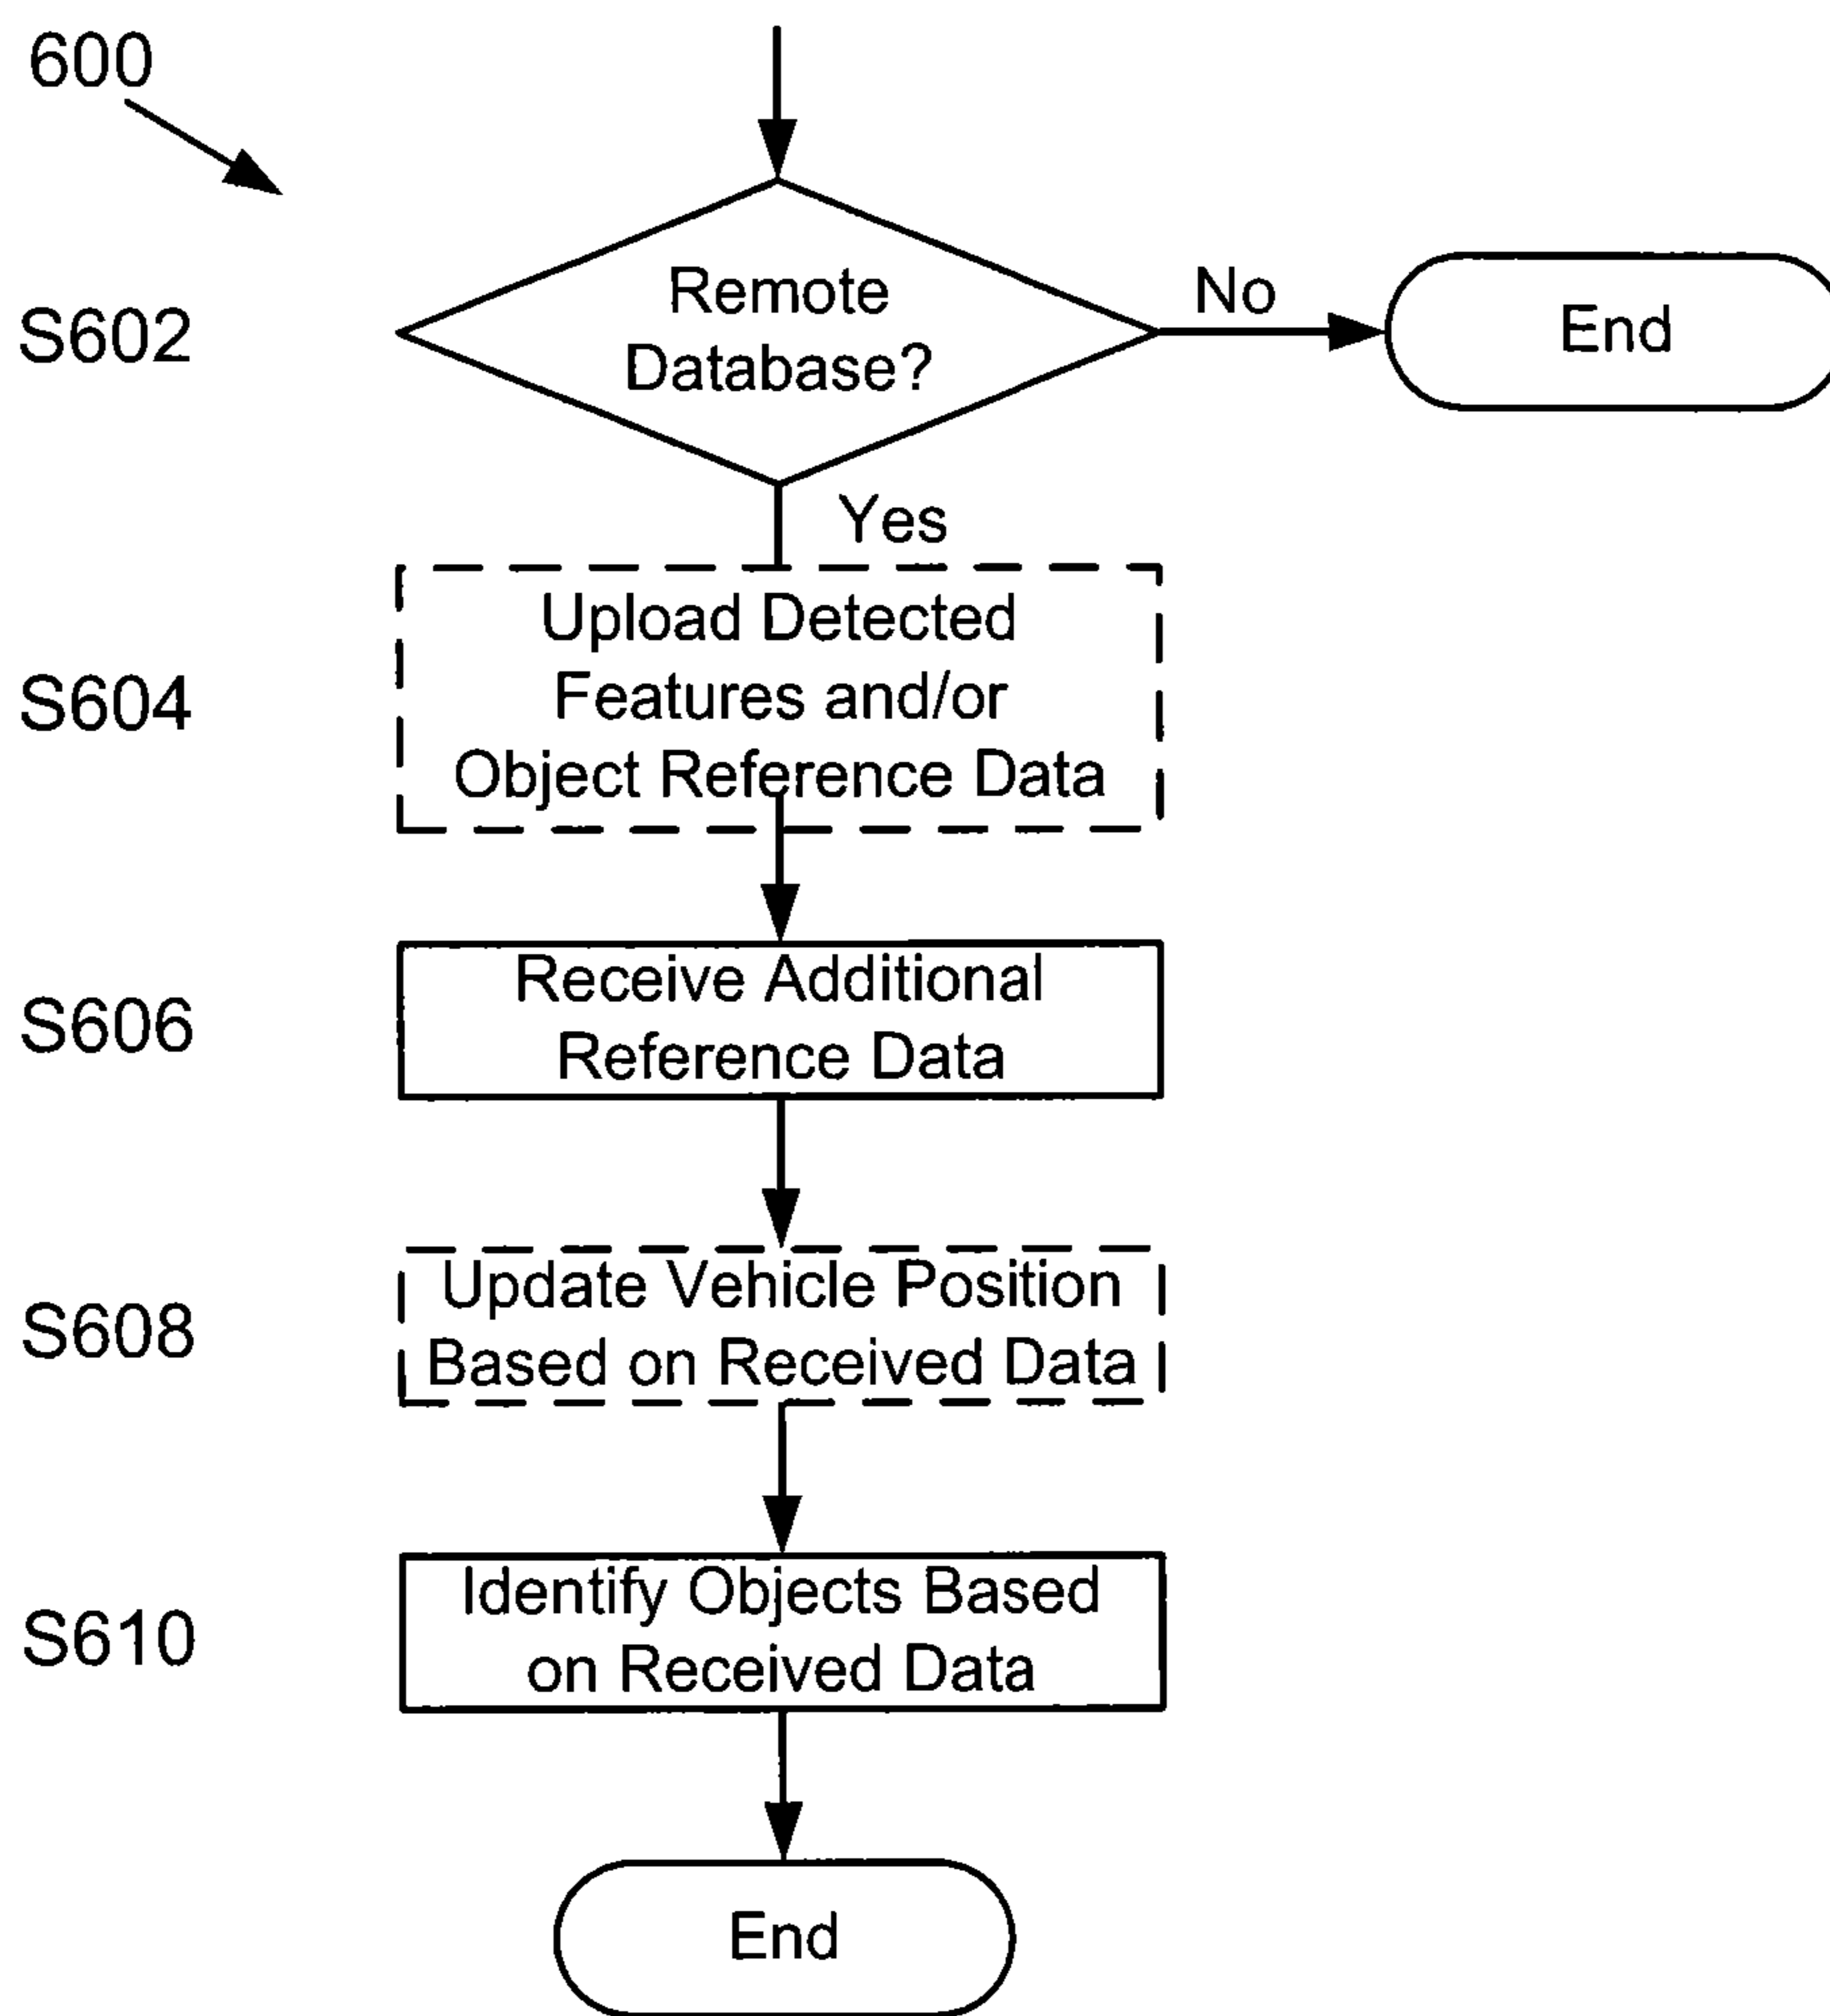 600
S602
Remote
Database?
No
End
Yes
S604
Upload Detected
Features and/or
Object Reference Data
S606
Receive Additional
Reference Data
S608
Update Vehicle Position
Based on Received Data
S610
Identify Objects Based
on Received Data
End